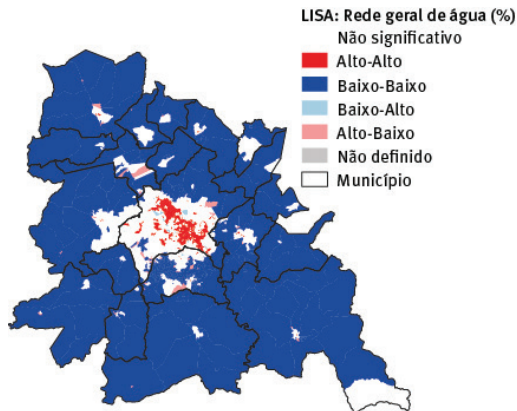 LISA: Rede geral de água (%)
Não significativo
Alto-Alto
Baixo-Baixo
Baixo-Alto
Alto-Baixo
Não definido
Município